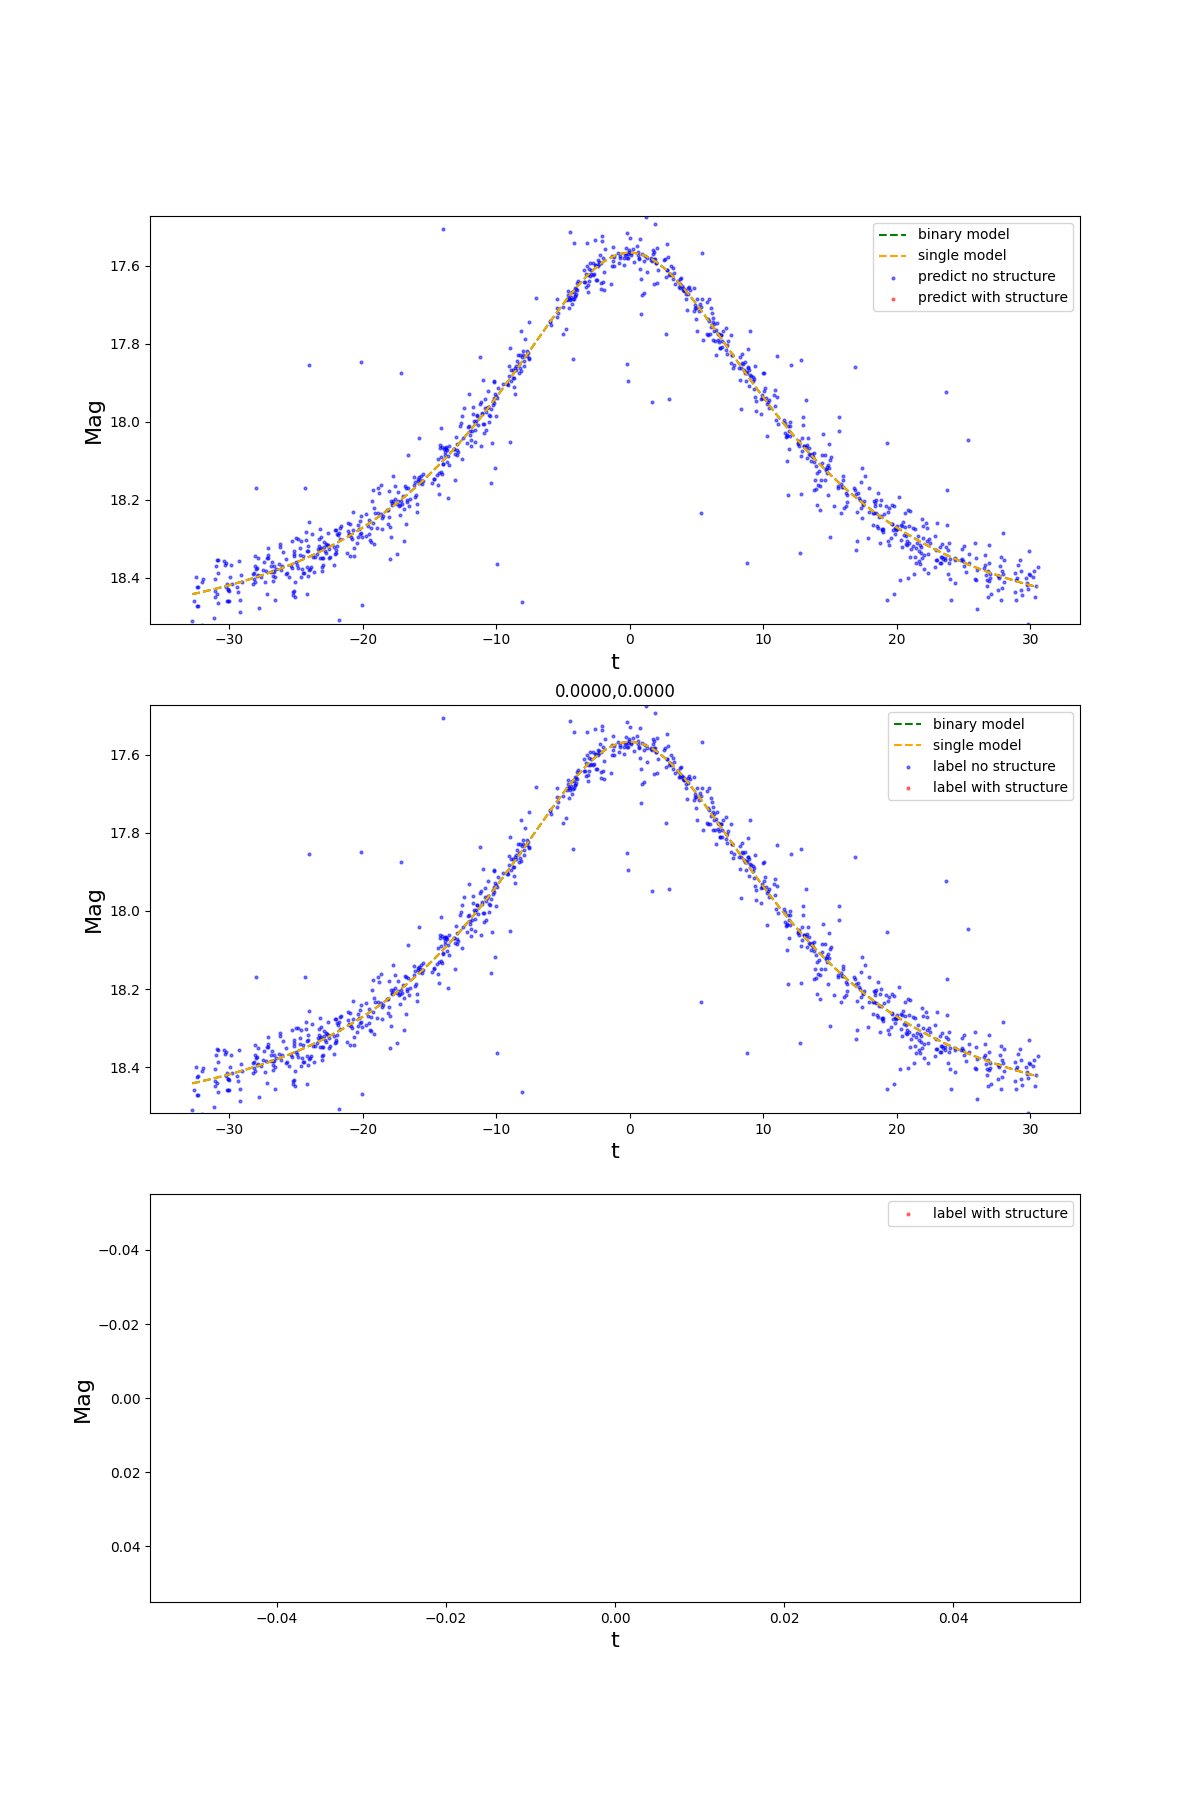 binary model
single model
predict no structure
predict with structure
17.6
17.8
18.0
18.2
18.4
Mag
−30 −20 −10 0 10 20 30
t
0.0000,0.0000
binary model
single model
label no structure
label with structure
17.6
17.8
18.0
18.2
18.4
Mag
−30 −20 −10 0 10 20 30
t
label with structure
−0.04
−0.02
0.00
0.02
0.04
Mag
−0.04 −0.02 0.00 0.02 0.04
t